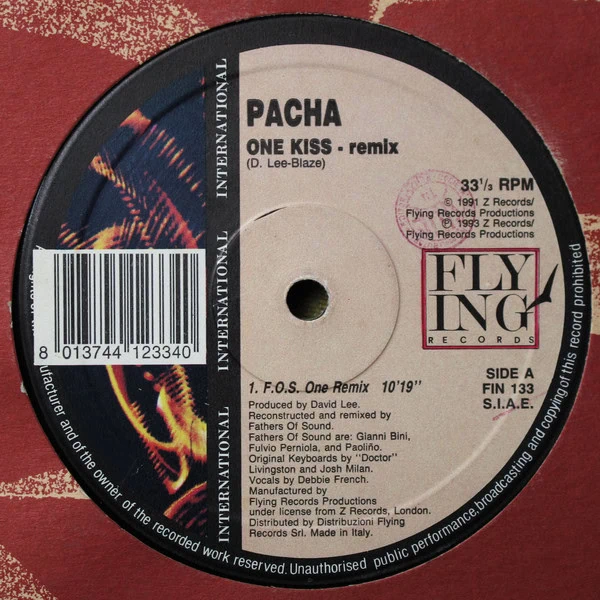 PACHA
ONE KISS - remix
(D. Lee-Blaze)
33 1/3 RPM
© 1991 Z Records/
Flying Records Productions
℗ 1993 Z Records/
Flying Records Productions
FLY
ING
RECORDS
SIDE A
FIN 133
S.I.A.E.
1. F.O.S. One Remix 10'19"
Produced by David Lee.
Reconstructed and remixed by
Fathers Of Sound.
Fathers Of Sound are: Gianni Bini,
Fulvio Perniola, and Paoliño.
Original Keyboards by "Doctor"
Livingston and Josh Milan.
Vocals by Debbie French.
Manufactured by
Flying Records Productions
under license from Z Records, London.
Distributed by Distribuzioni Flying
Records Srl. Made in Italy.
INTERNATIONAL
INTERNATIONAL
INTERNATIONAL
8 013744 123340
and of the owner of the recorded work reserved. Unauthorised public performance, broadcasting and copying of this record prohibited